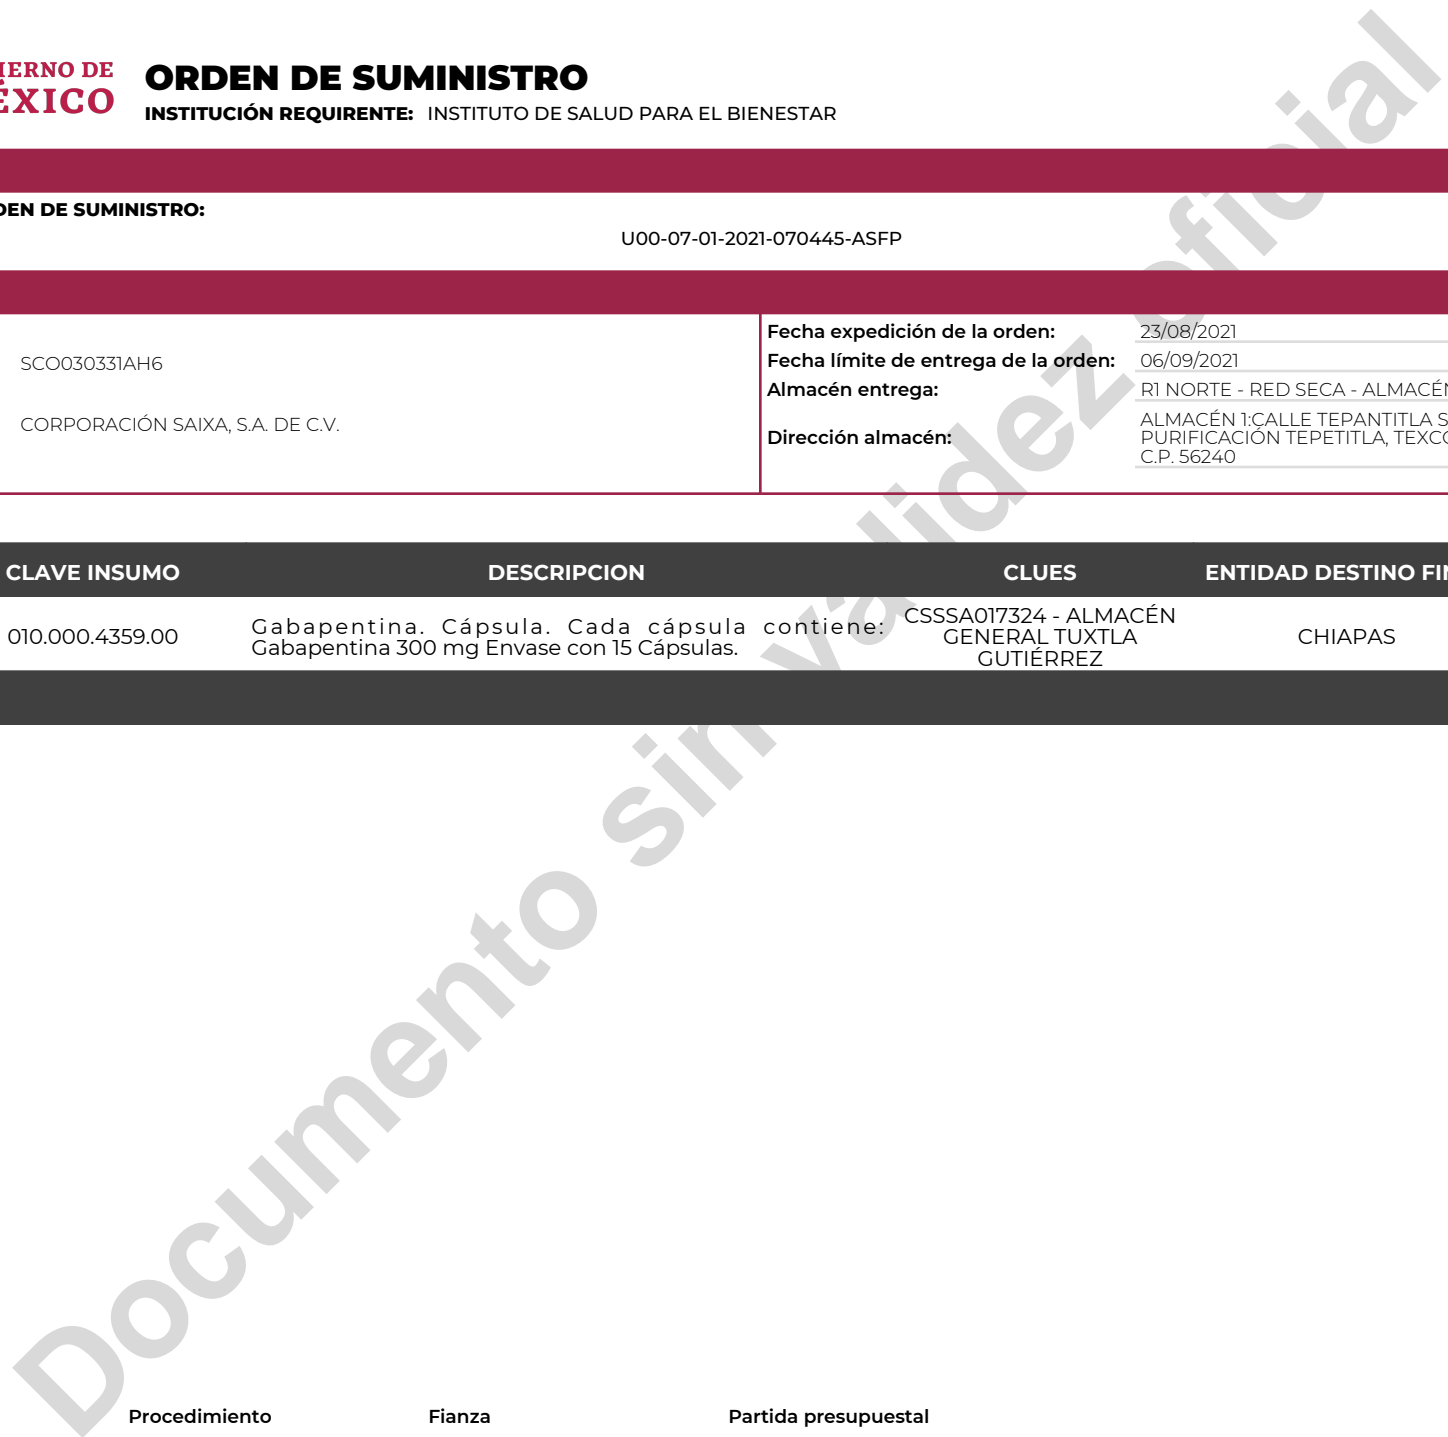 IERNO DE
ÉXICO
ORDEN DE SUMINISTRO
INSTITUCIÓN REQUIRENTE: INSTITUTO DE SALUD PARA EL BIENESTAR
DEN DE SUMINISTRO:
U00-07-01-2021-070445-ASFP
SCO030331AH6
CORPORACIÓN SAIXA, S.A. DE C.V.
Fecha expedición de la orden: 23/08/2021
Fecha límite de entrega de la orden: 06/09/2021
Almacén entrega: R1 NORTE - RED SECA - ALMACÉN
Dirección almacén: ALMACÉN 1:CALLE TEPANTITLA S
PURIFICACIÓN TEPETITLA, TEXCO
C.P. 56240
CLAVE INSUMO DESCRIPCION CLUES ENTIDAD DESTINO FIN
010.000.4359.00
Gabapentina. Cápsula. Cada cápsula contiene:
Gabapentina 300 mg Envase con 15 Cápsulas.
CSSSA017324 - ALMACÉN
GENERAL TUXTLA
GUTIÉRREZ
CHIAPAS
Documento sin validez oficial
Procedimiento Fianza Partida presupuestal